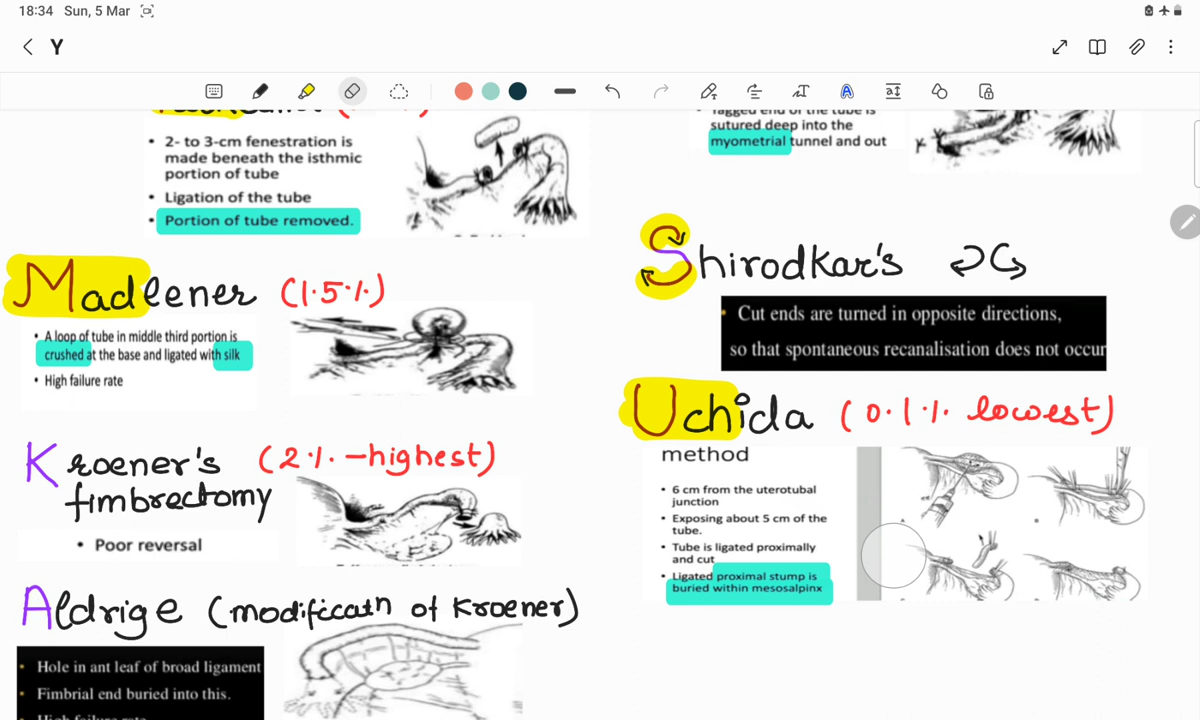 18:34 Sun, 5 Mar
Y
• 2- to 3-cm fenestration is
made beneath the isthmic
portion of tube
• Ligation of the tube
• Portion of tube removed.
Madlener (1.5%)
• A loop of tube in middle third portion is
crushed at the base and ligated with silk
• High failure rate
Kroener's (2% - highest)
fimbrectomy
• Poor reversal
Aldrige (modificatn of Kroener)
• Hole in ant leaf of broad ligament
• Fimbrial end buried into this.
tagged end of the tube is
sutured deep into the
myometrial tunnel and out
Shirodkar's
• Cut ends are turned in opposite directions,
so that spontaneous recanalisation does not occur
Uchida (0.1% lowest)
method
• 6 cm from the uterotubal
junction
• Exposing about 5 cm of the
tube.
• Tube is ligated proximally
and cut
• Ligated proximal stump is
buried within mesosalpinx